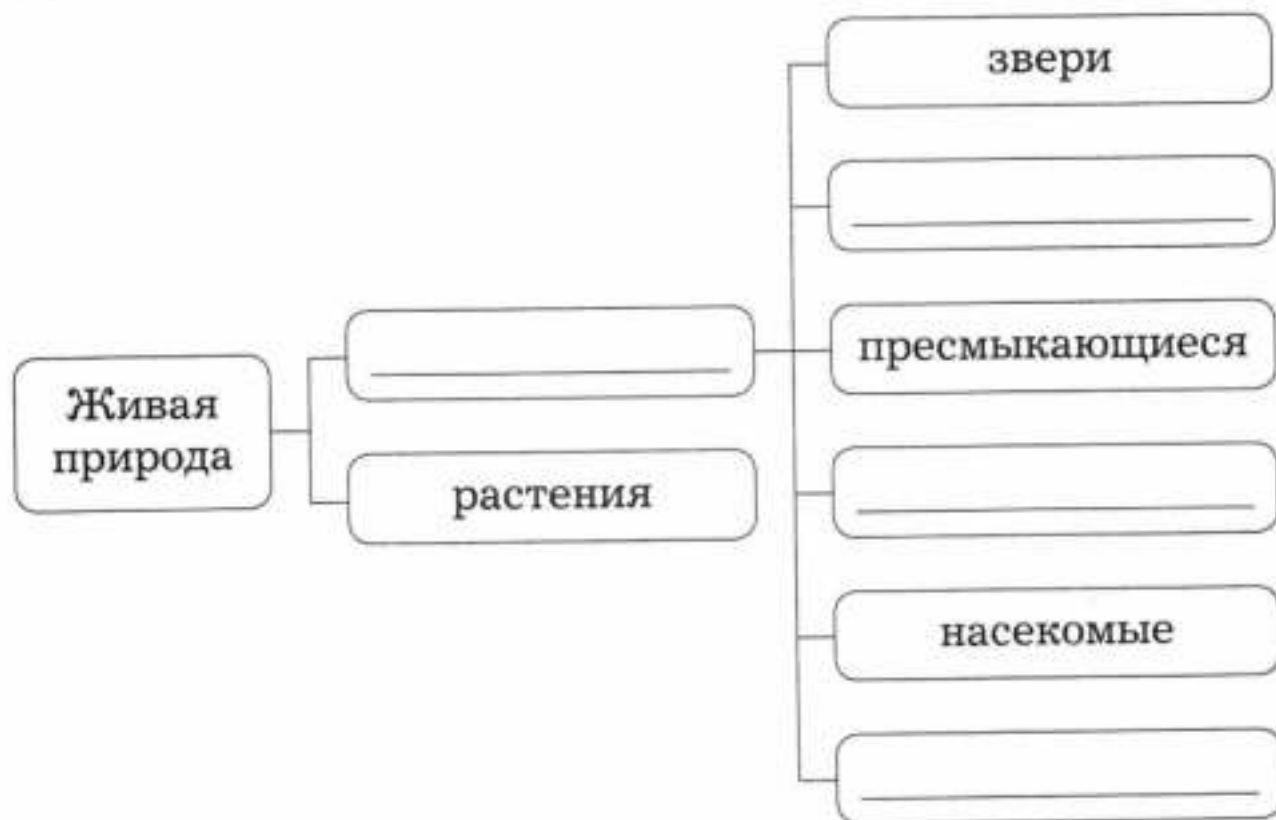 звери
пресмыкающиеся
Живая
природа
растения
насекомые